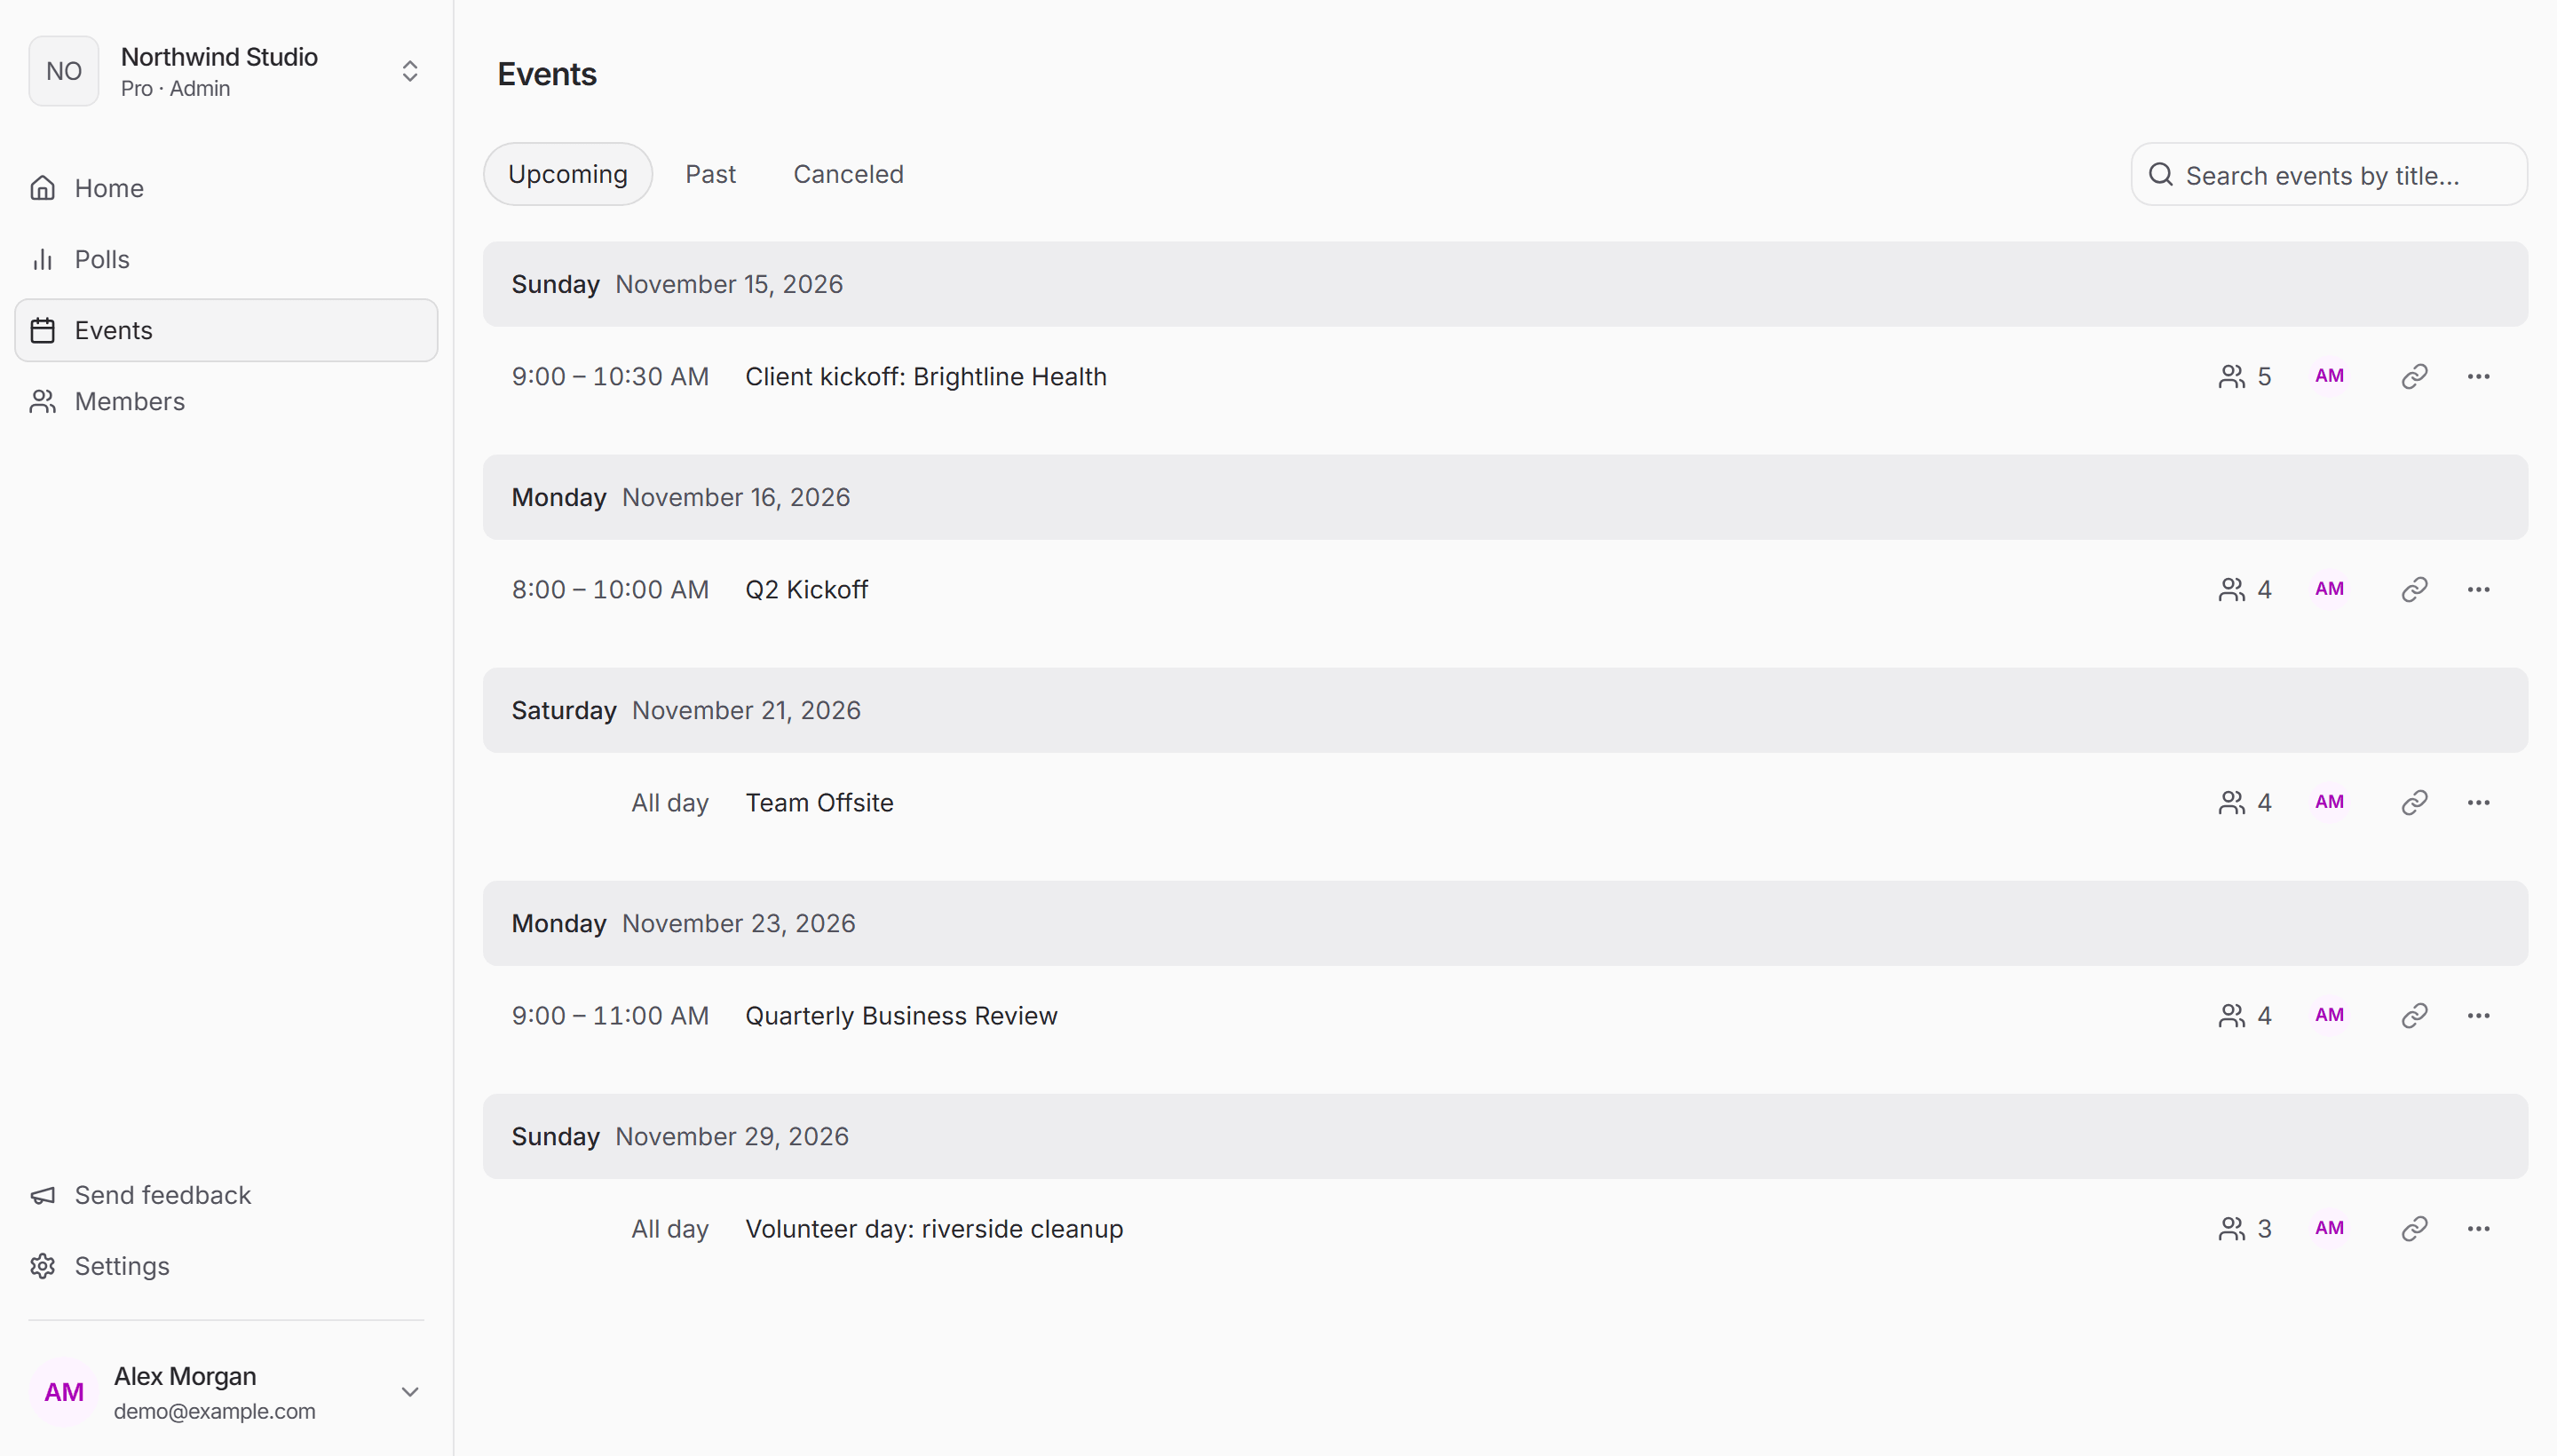 NO
Northwind Studio
Pro · Admin
Home
Polls
Events
Members
Send feedback
Settings
AM
Alex Morgan
demo@example.com
Events
Upcoming Past Canceled
Search events by title...
Sunday November 15, 2026
9:00 – 10:30 AM Client kickoff: Brightline Health 5 AM
Monday November 16, 2026
8:00 – 10:00 AM Q2 Kickoff 4 AM
Saturday November 21, 2026
All day Team Offsite 4 AM
Monday November 23, 2026
9:00 – 11:00 AM Quarterly Business Review 4 AM
Sunday November 29, 2026
All day Volunteer day: riverside cleanup 3 AM